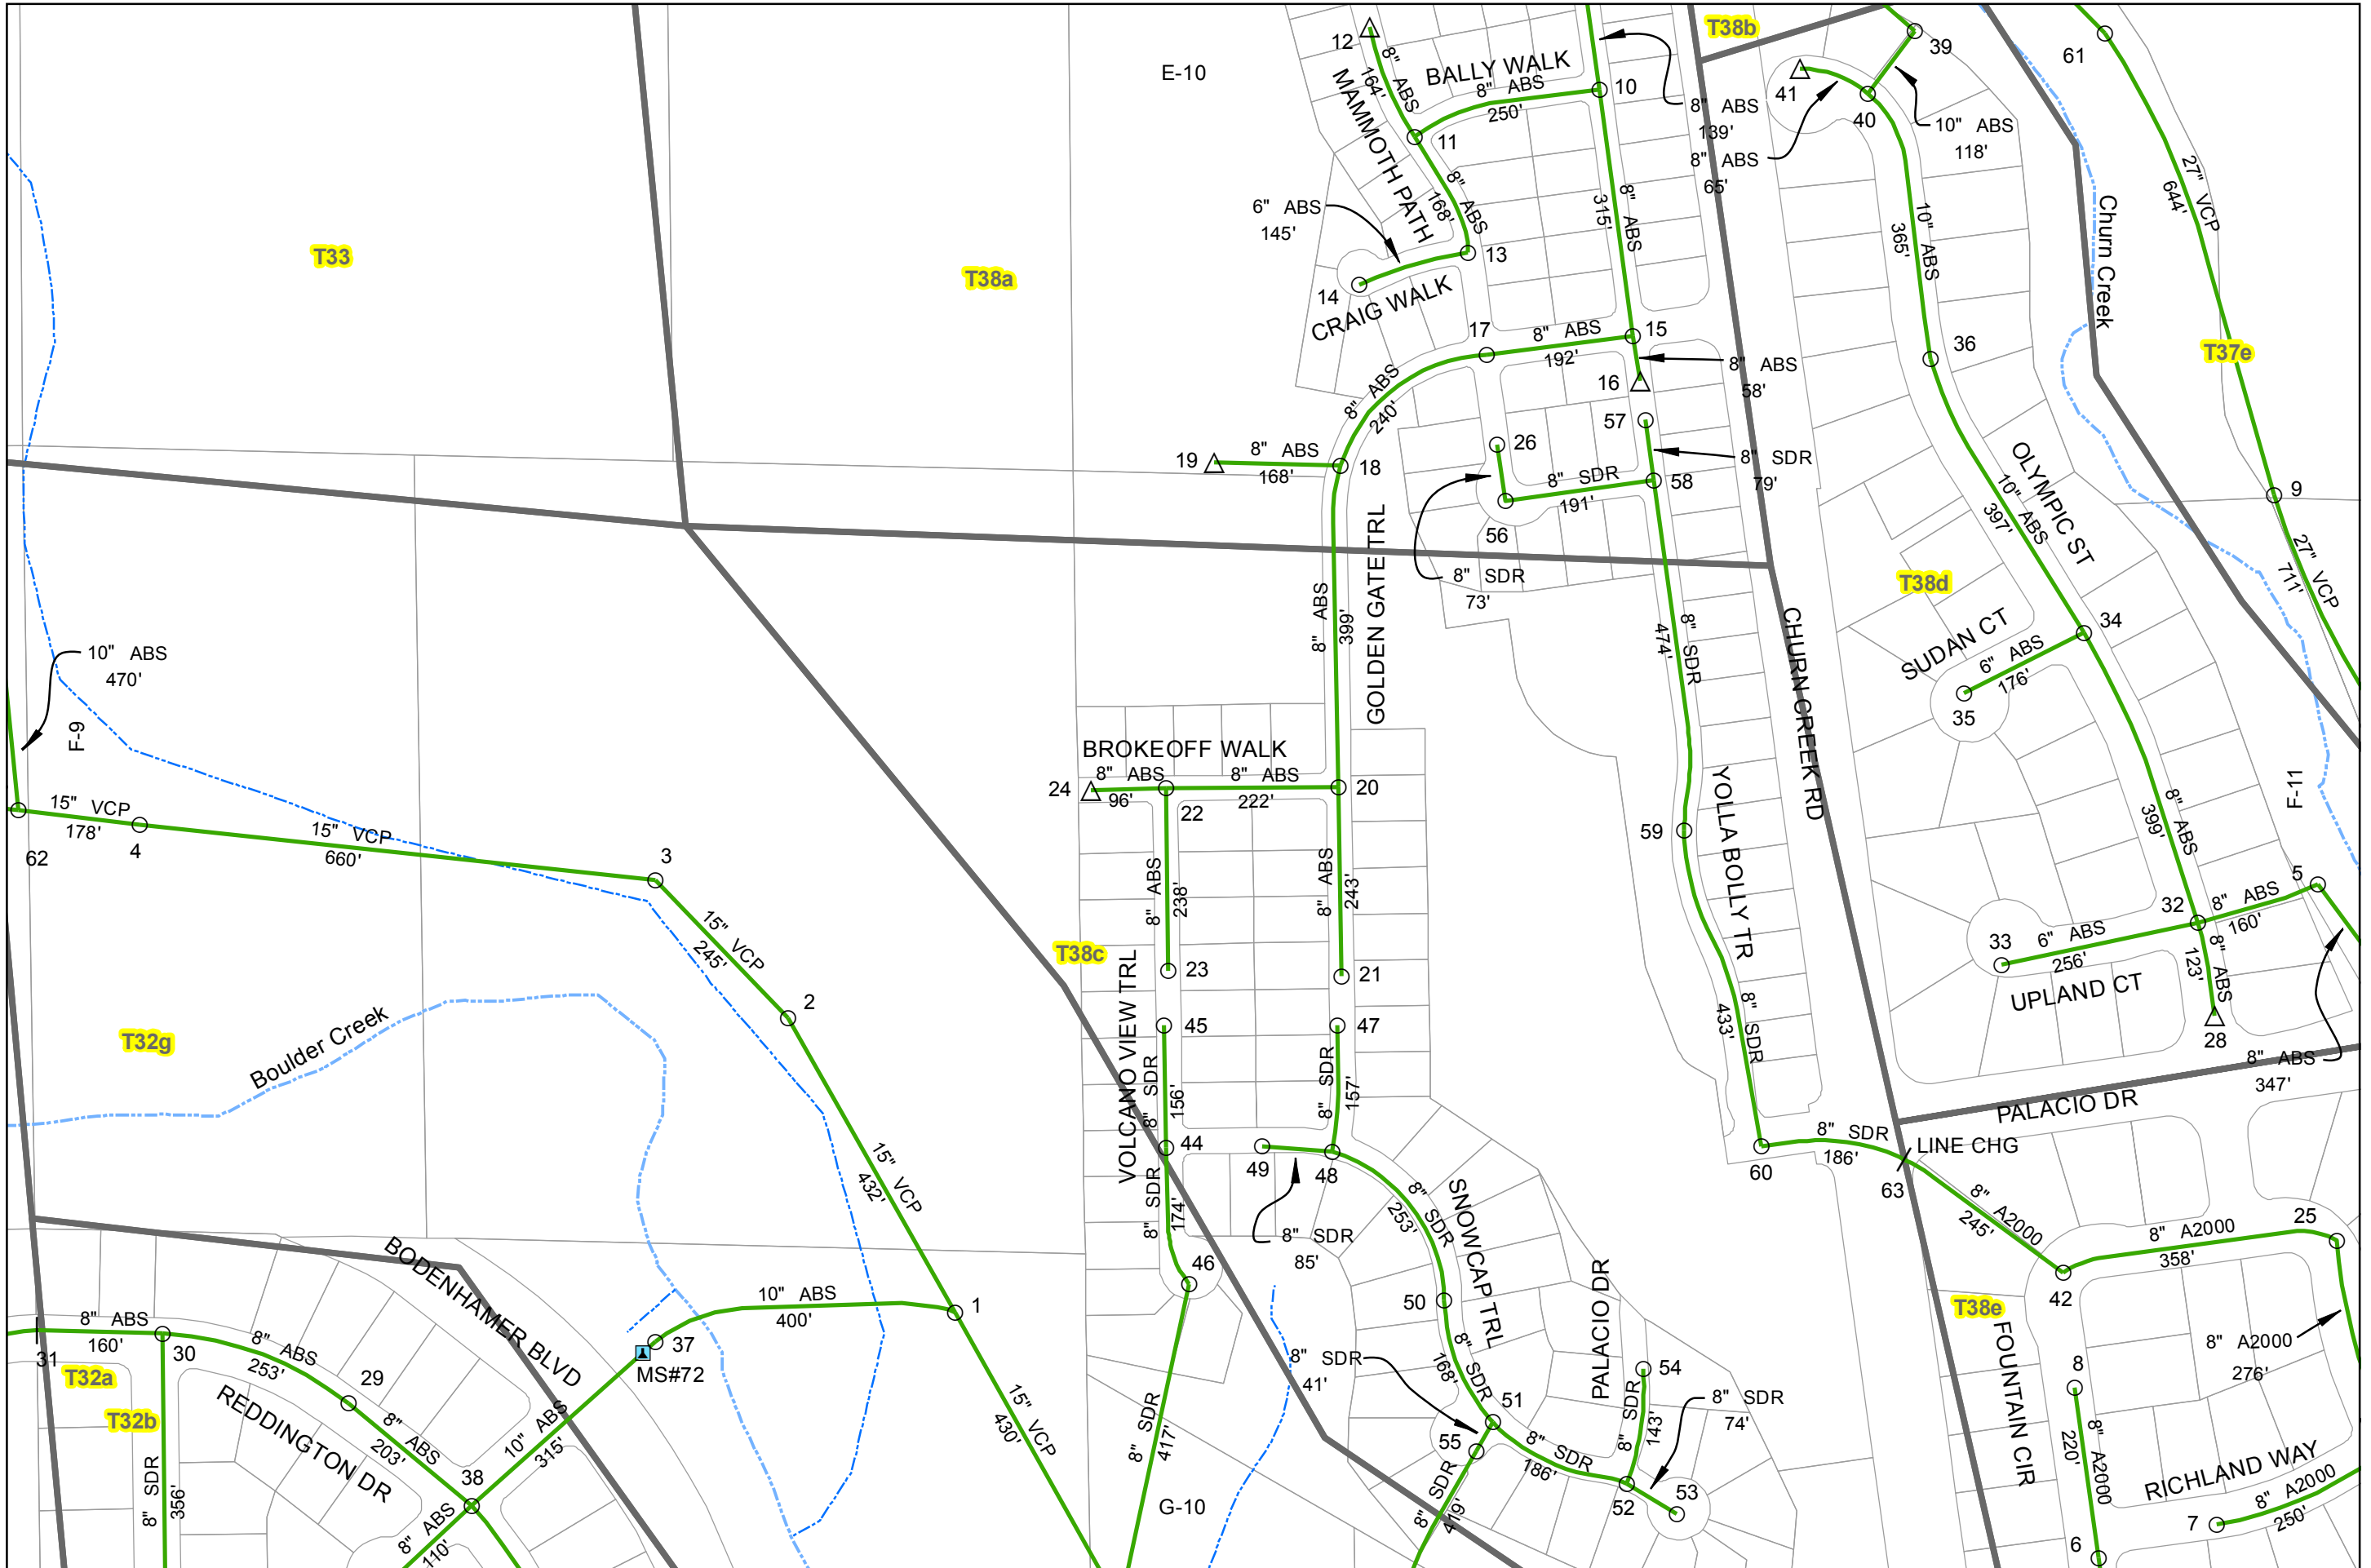 T38b
12
8" ABS
164'
MAMMOTH PATH
BALLY WALK
8" ABS
250'
10
11
8" ABS
139'
8" ABS
65'
39
41
40
10" ABS
118'
61
E-10
27" VCP
644'
Churn Creek
T33
T38a
6" ABS
145'
8" ABS
168'
13
14
CRAIG WALK
8" ABS
315'
10" ABS
365'
36
T37e
17
8" ABS
192'
15
16
8" ABS
58'
8" ABS
240'
19
8" ABS
168'
18
26
57
8" SDR
79'
8" SDR
191'
58
56
8" SDR
73'
GOLDEN GATE TRL
8" ABS
399'
8" SDR
474'
CHURN CREEK RD
OLYMPIC ST
10" ABS
397'
9
27" VCP
711'
T38d
SUDAN CT
6" ABS
176'
34
35
10" ABS
470'
F-9
62
15" VCP
178'
4
15" VCP
660'
3
15" VCP
245'
2
BROKEOFF WALK
24
8" ABS
96'
8" ABS
222'
20
22
8" ABS
238'
8" ABS
243'
23
21
T38c
VOLCANO VIEW TRL
59
YOLLA BOLLY TR
8" SDR
433'
8" ABS
399'
F-11
5
32
8" ABS
160'
33
6" ABS
256'
UPLAND CT
8" ABS
123'
28
8" ABS
347'
PALACIO DR
T32g
Boulder Creek
45
8" SDR
156'
44
47
8" SDR
157'
49
48
8" SDR
85'
8" SDR
174'
46
15" VCP
432'
8" SDR
253'
SNOWCAP TRL
60
8" SDR
186'
LINE CHG
63
8" A2000
245'
8" A2000
358'
25
42
T38e
FOUNTAIN CIR
8" A2000
276'
BODENHAMER BLVD
10" ABS
400'
1
37
MS#72
8" ABS
160'
31
30
8" ABS
253'
29
T32a
T32b
REDDINGTON DR
8" ABS
203'
8" SDR
356'
38
10" ABS
315'
8" ABS
110'
15" VCP
430'
8" SDR
417'
G-10
50
8" SDR
168'
8" SDR
41'
51
55
8" SDR
419'
8" SDR
186'
PALACIO DR
54
8" SDR
143'
8" SDR
74'
52
53
8
8" A2000
220'
6
RICHLAND WAY
7
8" A2000
250'